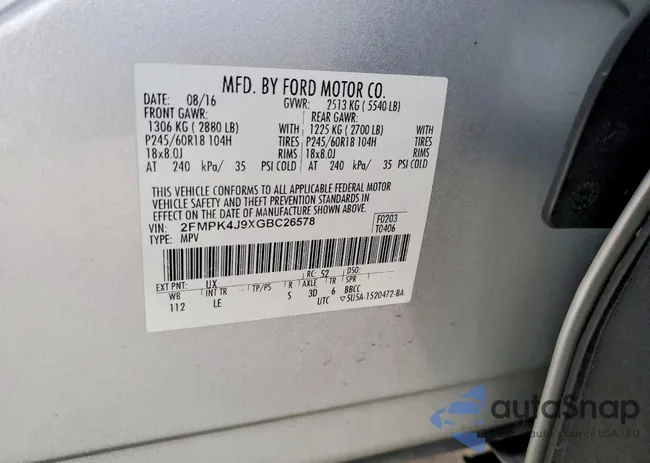 MFD. BY FORD MOTOR CO.
DATE: 08/16 GVWR: 2513 KG ( 5540 LB)
FRONT GAWR: REAR GAWR:
1306 KG ( 2880 LB) WITH 1225 KG ( 2700 LB) WITH
P245/60R18 104H TIRES P245/60R18 104H TIRES
18x8.0J RIMS 18x8.0J RIMS
AT 240 kPa/ 35 PSI COLD AT 240 kPa/ 35 PSI COLD
THIS VEHICLE CONFORMS TO ALL APPLICABLE FEDERAL MOTOR
VEHICLE SAFETY AND THEFT PREVENTION STANDARDS IN
EFFECT ON THE DATE OF MANUFACTURE SHOWN ABOVE.
VIN: 2FMPK4J9XGBC26578 F0203
TYPE: MPV T0406
EXT PNT: UX RC: 52 DSO:
WB INT TR TP/PS R AXLE TR SPR
112 LE S 3D 6 BBCC
UTC ▽5U5A-1520472-BA
autoSnap
USA - EU